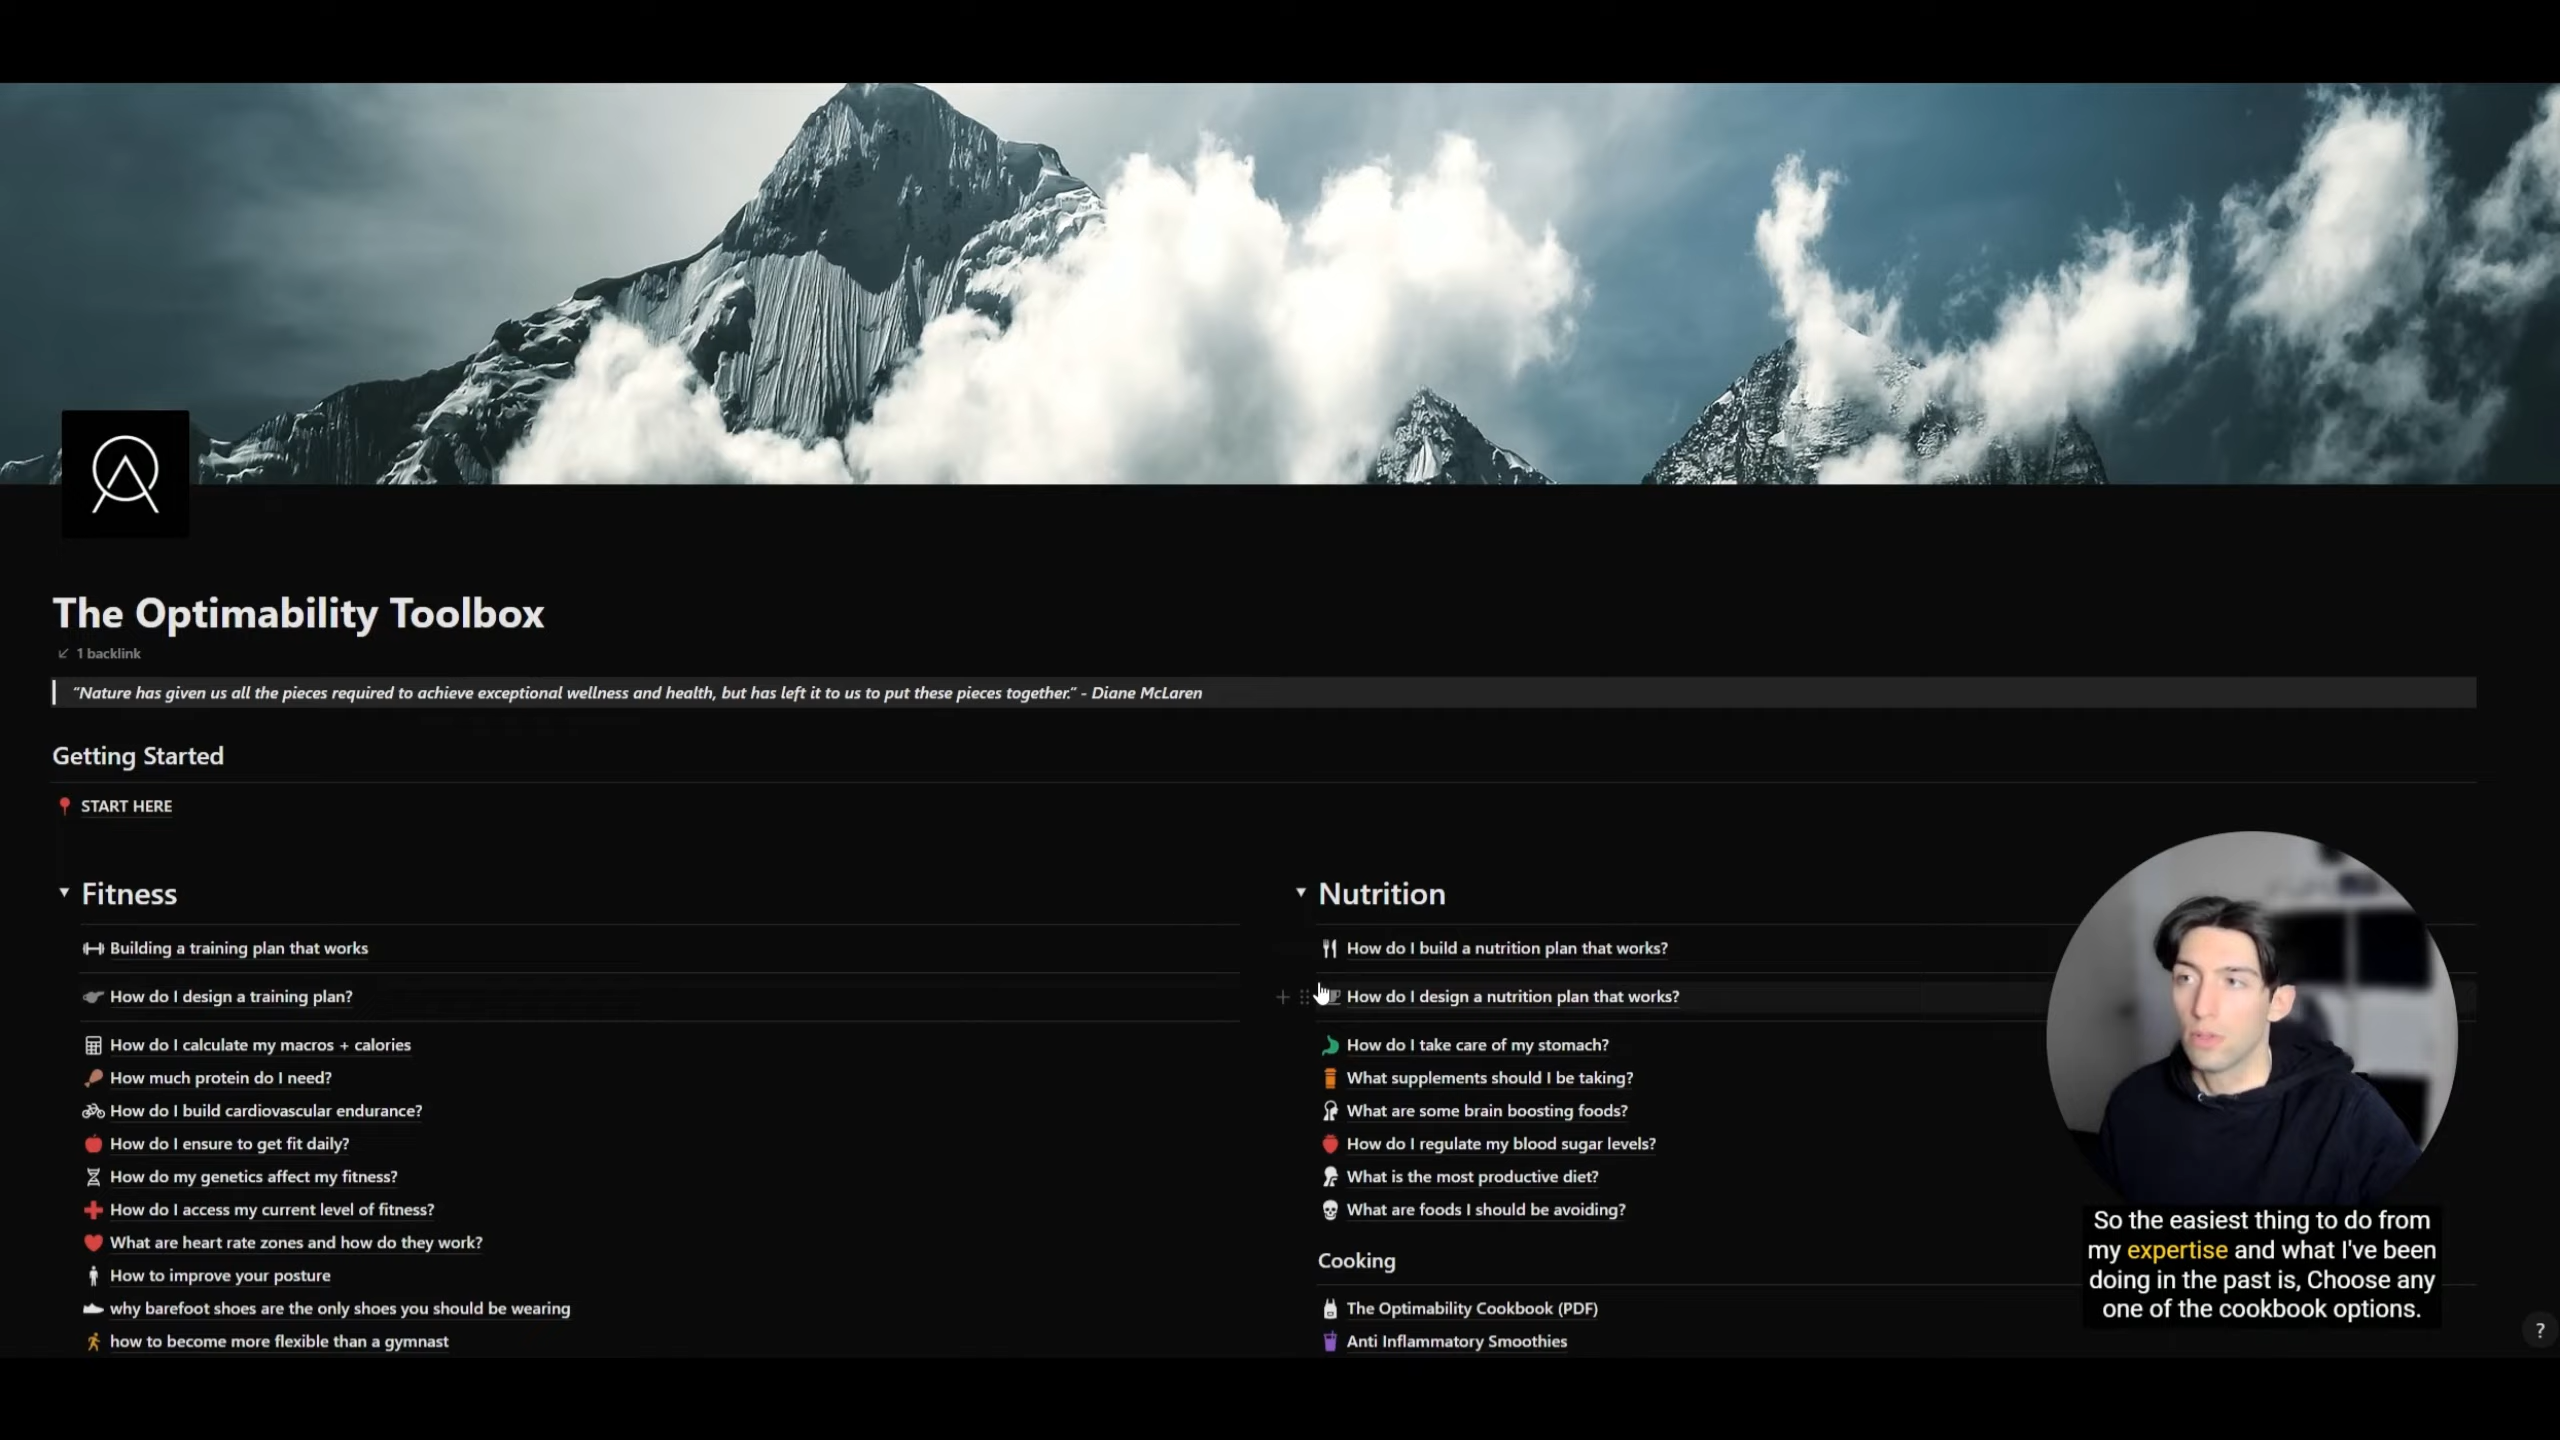 The Optimability Toolbox
1 backlink
"Nature has given us all the pieces required to achieve exceptional wellness and health, but has left it to us to put these pieces together." - Diane McLaren
Getting Started
START HERE
Fitness
Building a training plan that works
How do I design a training plan?
How do I calculate my macros + calories
How much protein do I need?
How do I build cardiovascular endurance?
How do I ensure to get fit daily?
How do my genetics affect my fitness?
How do I access my current level of fitness?
What are heart rate zones and how do they work?
How to improve your posture
why barefoot shoes are the only shoes you should be wearing
how to become more flexible than a gymnast
Nutrition
How do I build a nutrition plan that works?
How do I design a nutrition plan that works?
How do I take care of my stomach?
What supplements should I be taking?
What are some brain boosting foods?
How do I regulate my blood sugar levels?
What is the most productive diet?
What are foods I should be avoiding?
Cooking
The Optimability Cookbook (PDF)
Anti Inflammatory Smoothies
So the easiest thing to do from
my expertise and what I've been
doing in the past is, Choose any
one of the cookbook options.
?